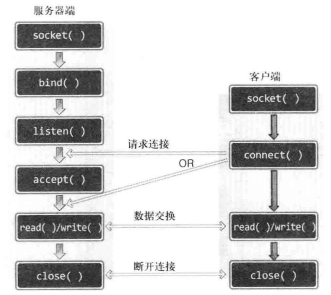 服务器端
socket( )
bind( )
客户端
socket( )
listen( )
请求连接
connect( )
OR
accept( )
数据交换
read( )/write( )
read( )/write( )
断开连接
close( )
close( )